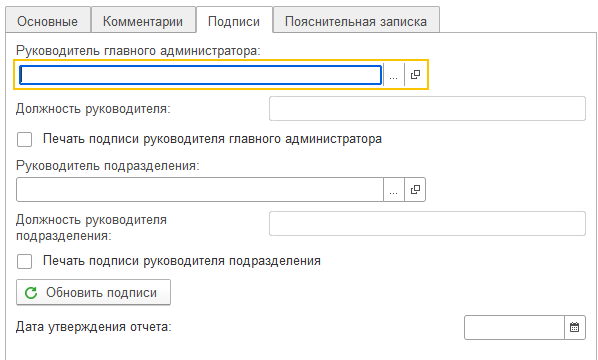 Основные Комментарии Подписи Пояснительная записка
Руководитель главного администратора:
...
Должность руководителя:
Печать подписи руководителя главного администратора
Руководитель подразделения:
...
Должность руководителя
подразделения:
Печать подписи руководителя подразделения
Обновить подписи
Дата утверждения отчета: